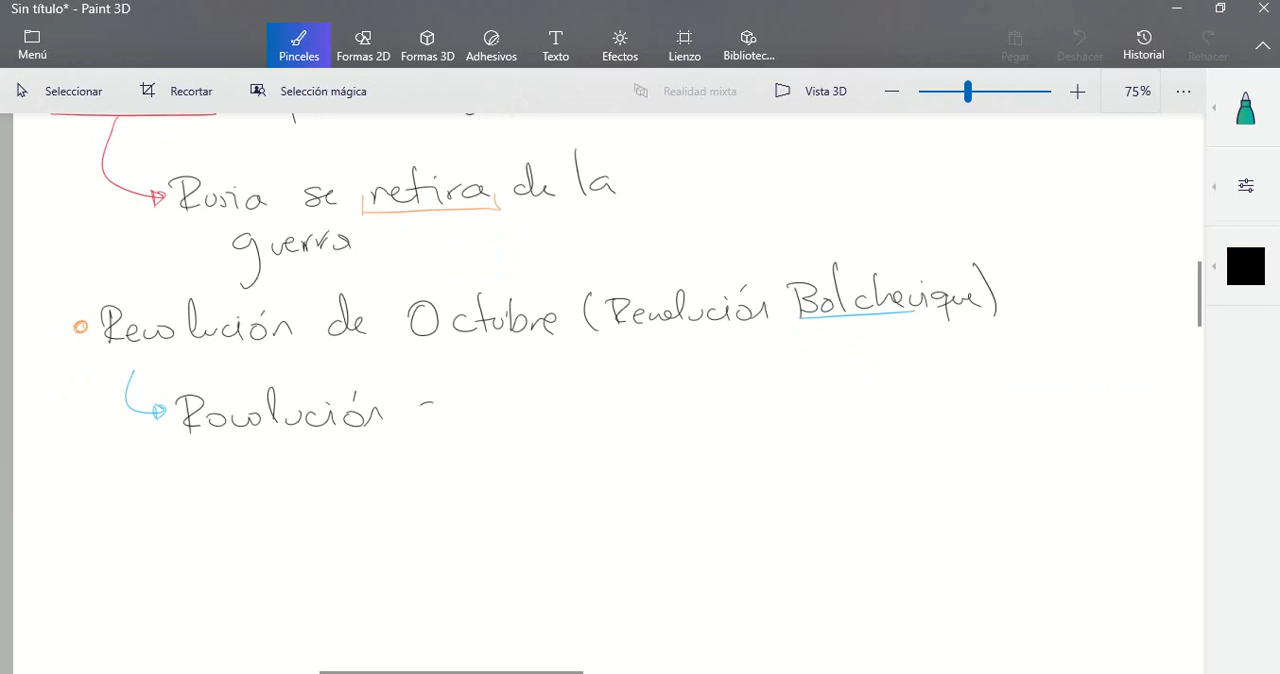 Sin título* - Paint 3D
Menú
Pinceles Formas 2D Formas 3D Adhesivos Texto Efectos Lienzo Bibliotec... Pegar Deshacer Historial Rehacer
Seleccionar Recortar Selección mágica Realidad mixta Vista 3D 75%
Rusia se retira de la
guerra
Revolución de Octubre (Revolución Bolchevique)
Revolución